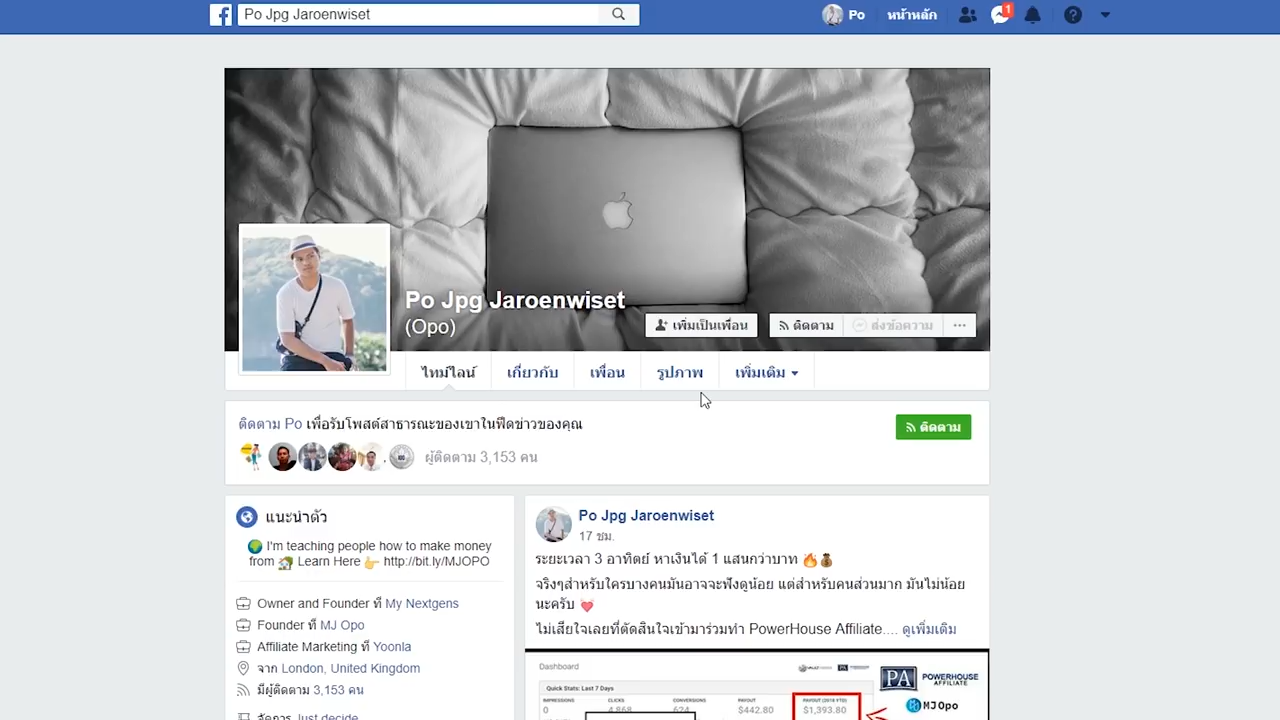 Po Jpg Jaroenwiset
Po
หน้าหลัก
1
Po Jpg Jaroenwiset
(Opo)
เพิ่มเป็นเพื่อน
ติดตาม
ส่งข้อความ
ไทม์ไลน์
เกี่ยวกับ
เพื่อน
รูปภาพ
เพิ่มเติม
ติดตาม Po เพื่อรับโพสต์สาธารณะของเขาในฟีดข่าวของคุณ
ติดตาม
ผู้ติดตาม 3,153 คน
แนะนำตัว
I'm teaching people how to make money
from Learn Here http://bit.ly/MJOPO
Owner and Founder ที่ My Nextgens
Founder ที่ MJ Opo
Affiliate Marketing ที่ Yoonla
จาก London, United Kingdom
มีผู้ติดตาม 3,153 คน
จัดการ Just decide
Po Jpg Jaroenwiset
17 ชม.
ระยะเวลา 3 อาทิตย์ หาเงินได้ 1 แสนกว่าบาท
จริงๆสำหรับใครบางคนมันอาจจะฟังดูน้อย แต่สำหรับคนส่วนมาก มันไม่น้อย
นะครับ
ไม่เสียใจเลยที่ตัดสินใจเข้ามาร่วมทำ PowerHouse Affiliate.... ดูเพิ่มเติม
Dashboard
Quick Stats: Last 7 Days
IMPRESSIONS
CLICKS
CONVERSIONS
PAYOUT
PAYOUT (2018 YTD)
0
4,868
624
$442.80
$1,393.80
PA
POWERHOUSE
AFFILIATE
MJ Opo